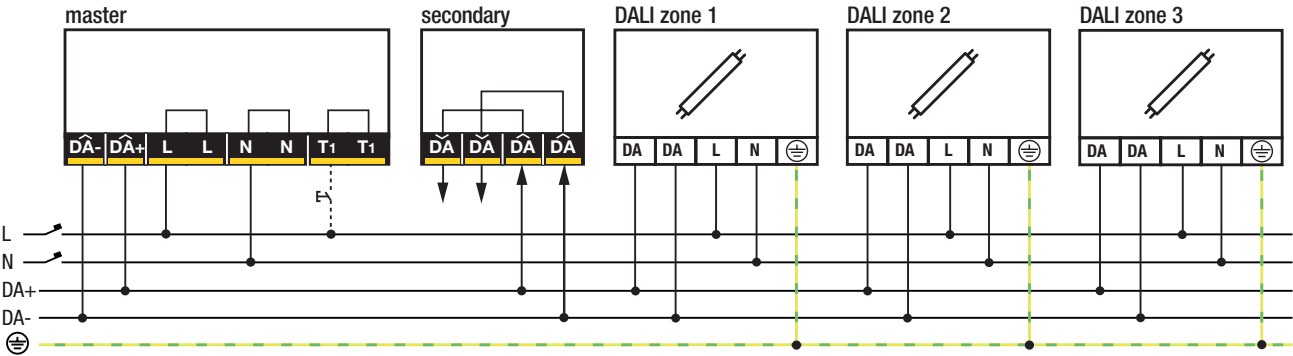 master secondary DALI zone 1 DALI zone 2 DALI zone 3
DA- DA+ L L N N T1 T1 DA DA DA DA DA DA L N DA DA L N DA DA L N
L
N
DA+
DA-